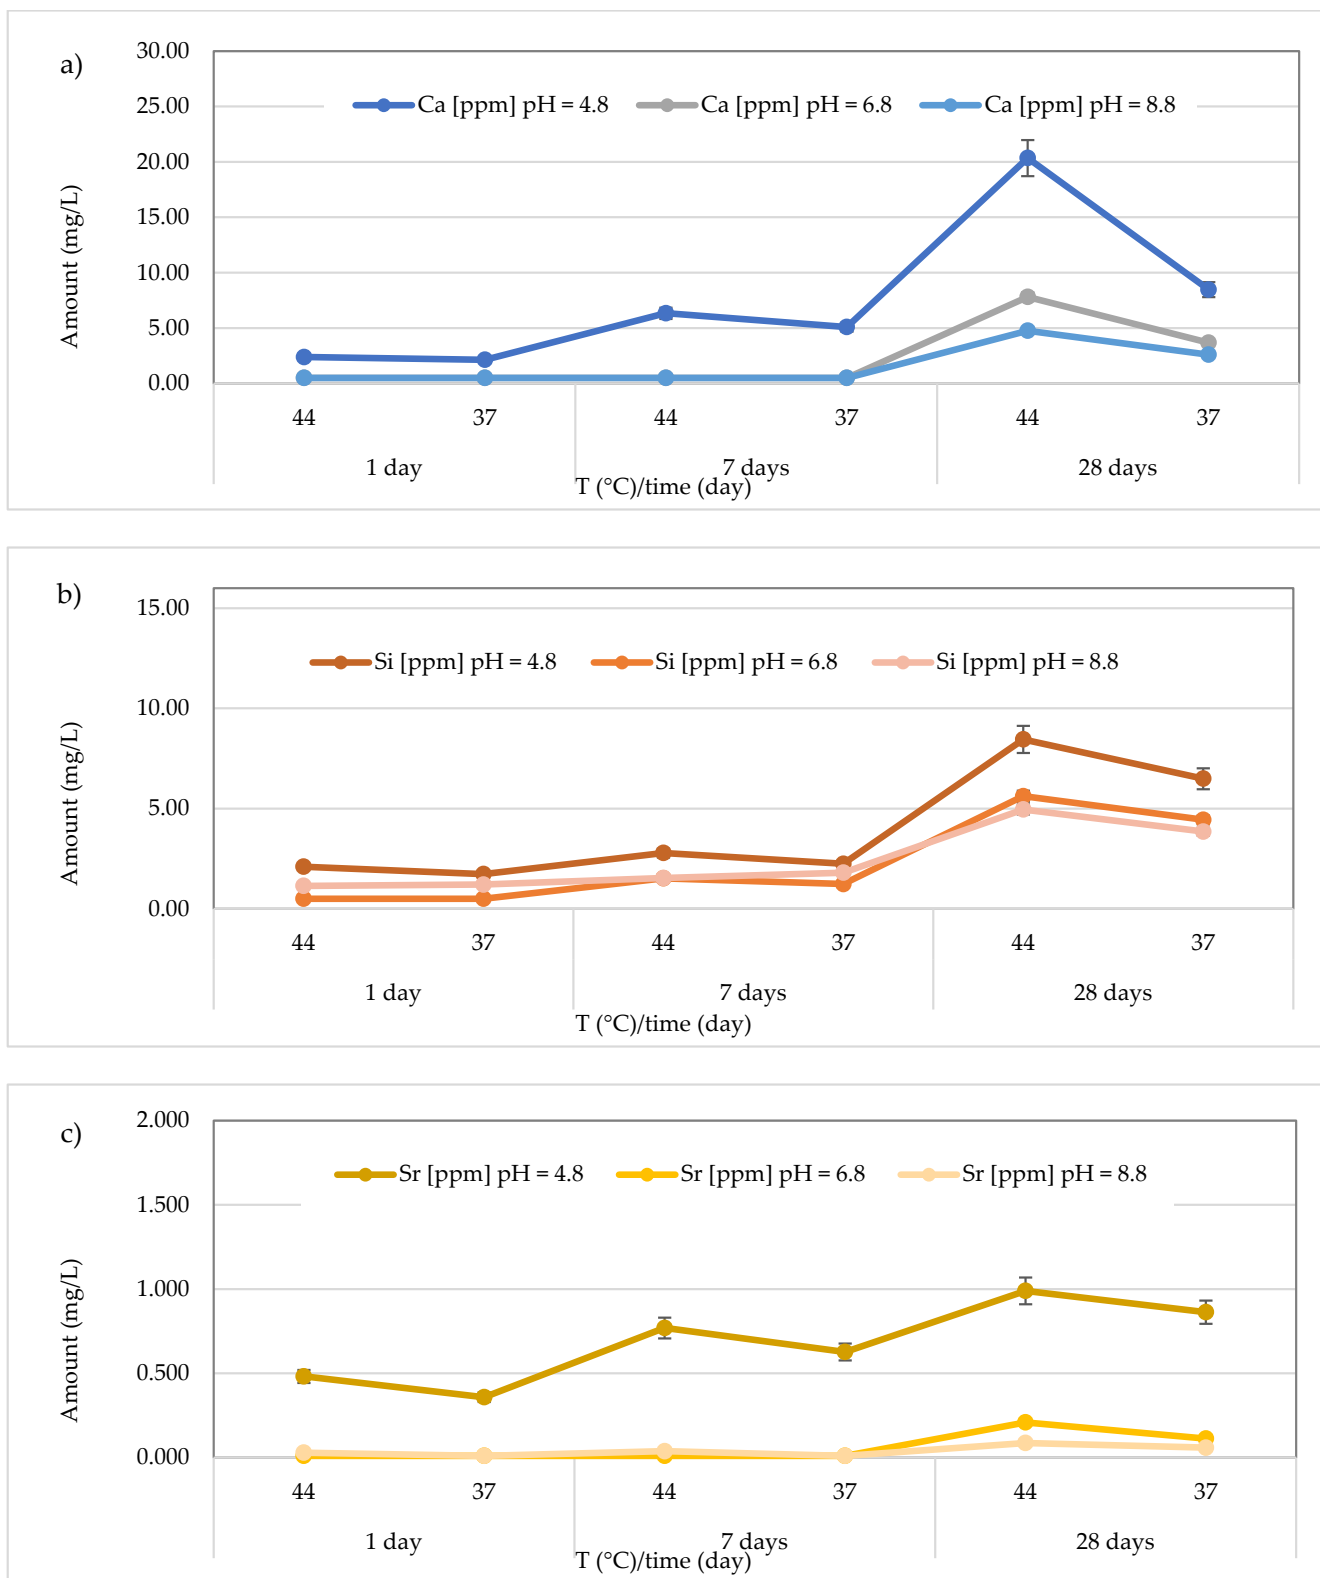 a)
30.00
25.00
20.00
15.00
10.00
5.00
0.00
Amount (mg/L)
Ca [ppm] pH = 4.8 Ca [ppm] pH = 6.8 Ca [ppm] pH = 8.8
44 37 44 37 44 37
1 day 7 days 28 days
T (°C)/time (day)
b)
15.00
10.00
5.00
0.00
Amount (mg/L)
Si [ppm] pH = 4.8 Si [ppm] pH = 6.8 Si [ppm] pH = 8.8
44 37 44 37 44 37
1 day 7 days 28 days
T (°C)/time (day)
c)
2.000
1.500
1.000
0.500
0.000
Amount (mg/L)
Sr [ppm] pH = 4.8 Sr [ppm] pH = 6.8 Sr [ppm] pH = 8.8
44 37 44 37 44 37
1 day 7 days 28 days
T (°C)/time (day)